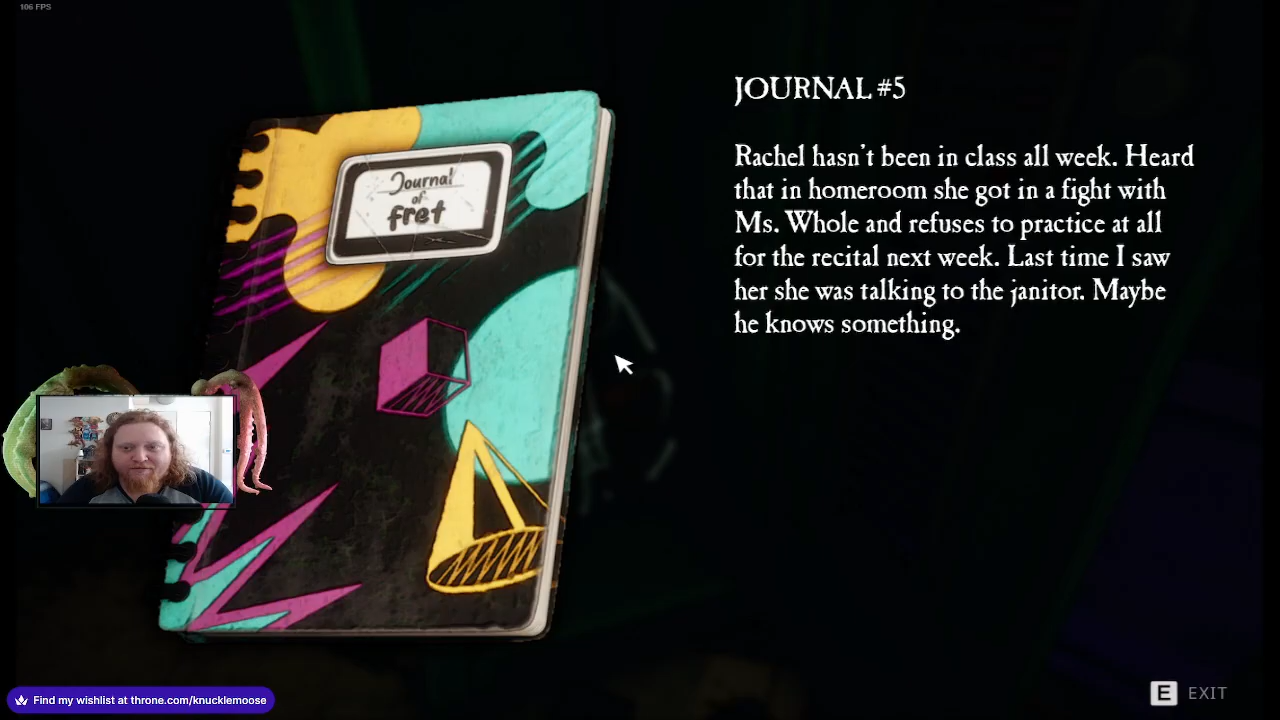 106 FPS
JOURNAL #5
Journal
of
fret
Rachel hasn't been in class all week. Heard
that in homeroom she got in a fight with
Ms. Whole and refuses to practice at all
for the recital next week. Last time I saw
her she was talking to the janitor. Maybe
he knows something.
Find my wishlist at throne.com/knucklemoose
E EXIT